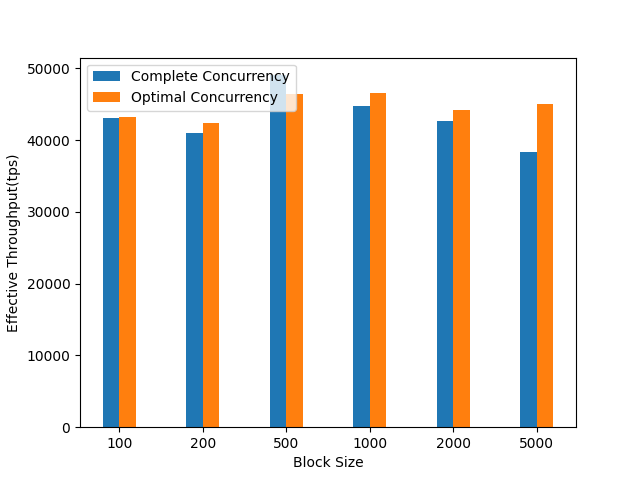 Complete Concurrency
Optimal Concurrency
50000
40000
30000
20000
10000
0
Effective Throughput(tps)
100 200 500 1000 2000 5000
Block Size